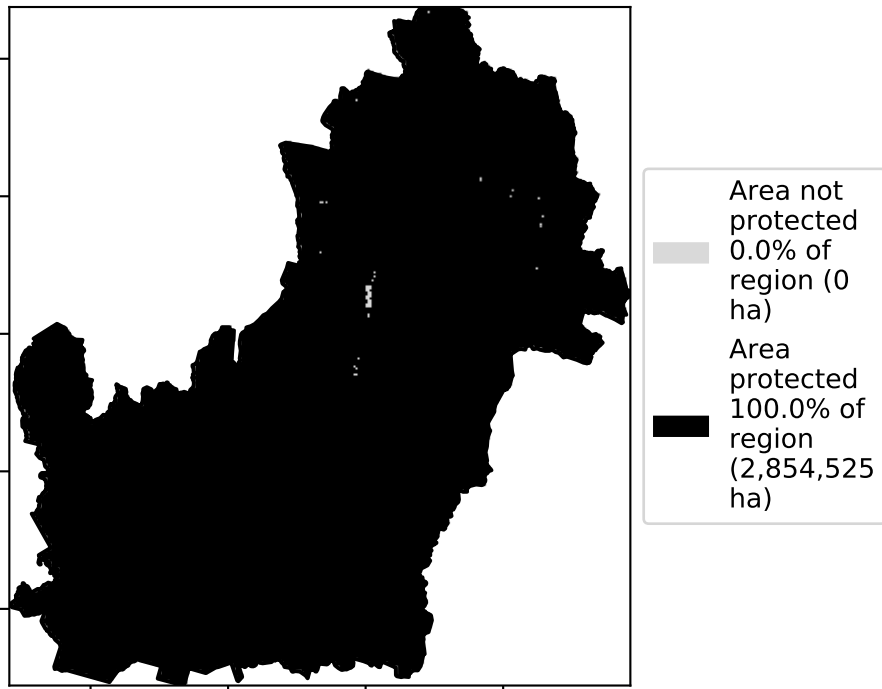 Area not
protected
0.0% of
region (0
ha)
Area
protected
100.0% of
region
(2,854,525
ha)